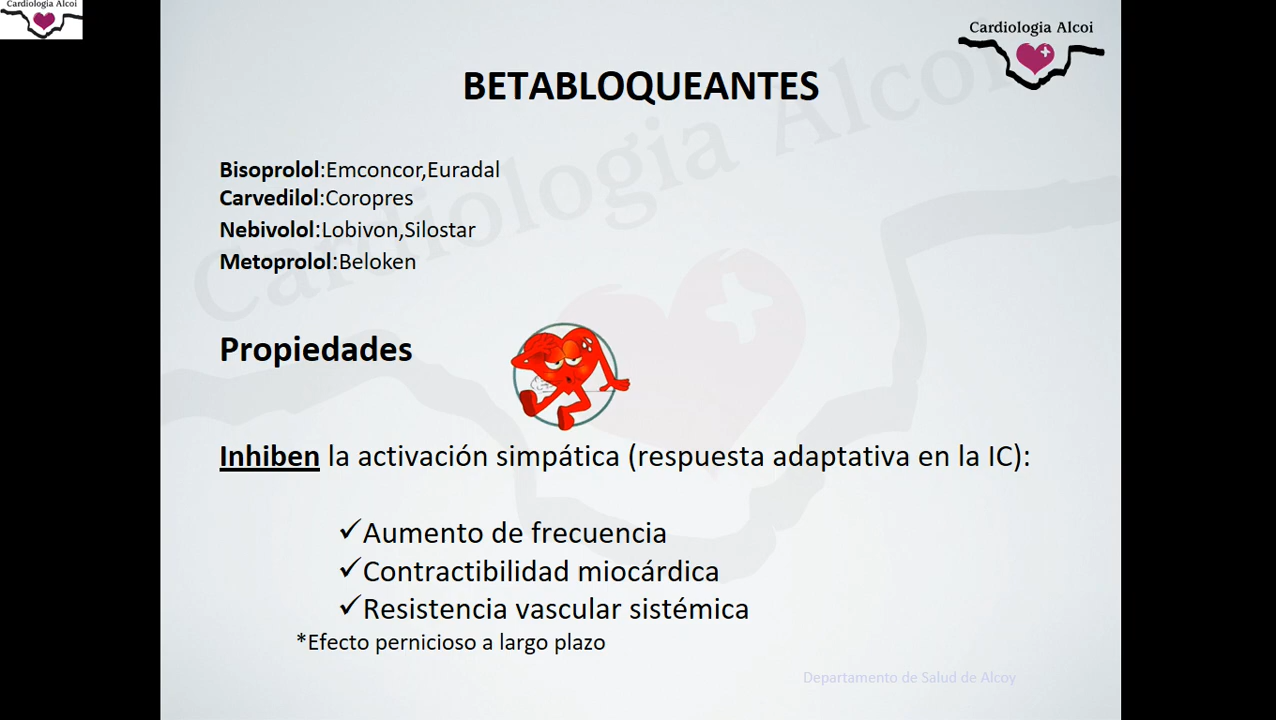 Cardiologia Alcoi
Cardiologia Alcoi
BETABLOQUEANTES
Cardiologia Alcoi
Bisoprolol:Emconcor,Euradal
Carvedilol:Coropres
Nebivolol:Lobivon,Silostar
Metoprolol:Beloken
Propiedades
Inhiben la activación simpática (respuesta adaptativa en la IC):
✓Aumento de frecuencia
✓Contractibilidad miocárdica
✓Resistencia vascular sistémica
*Efecto pernicioso a largo plazo
Departamento de Salud de Alcoy